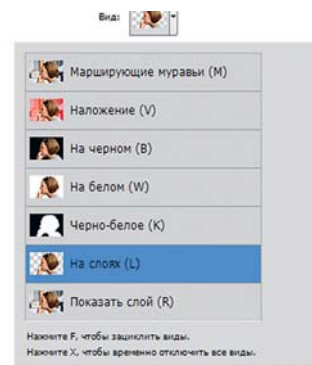 Вид:
Марширующие муравьи (M)
Наложение (V)
На черном (B)
На белом (W)
Черно-белое (K)
На слоях (L)
Показать слой (R)
Нажмите F, чтобы зациклить виды.
Нажмите X, чтобы временно отключить все виды.